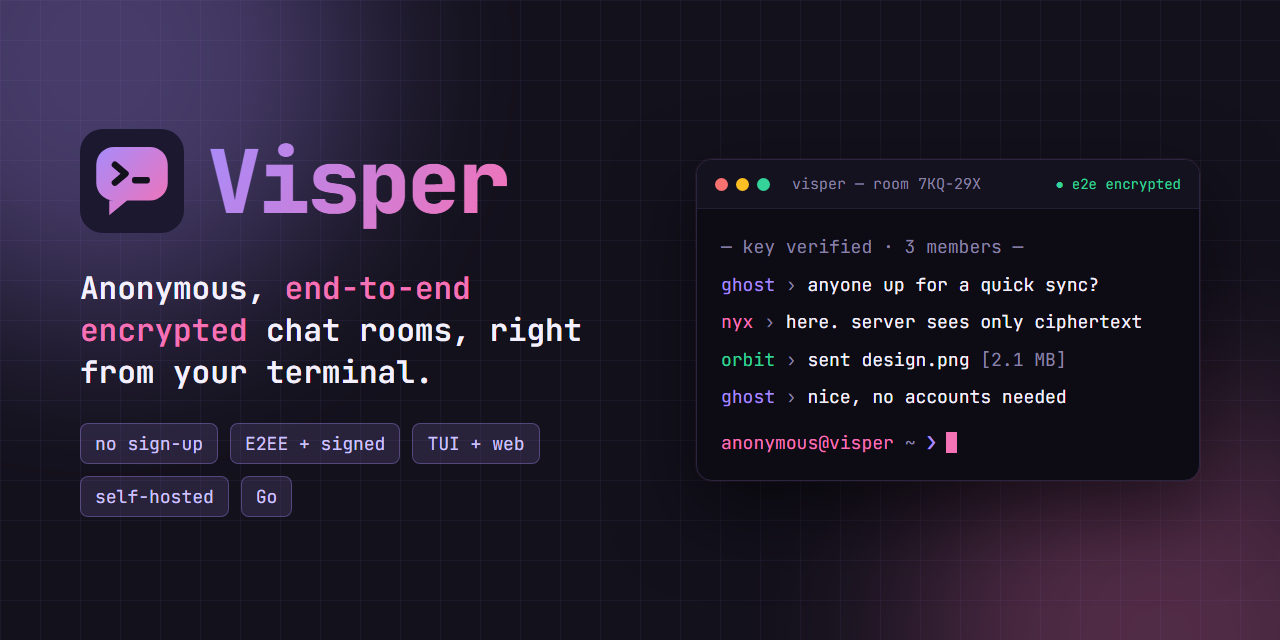 Visper
Anonymous, end-to-end
encrypted chat rooms, right
from your terminal.
no sign-up
E2EE + signed
TUI + web
self-hosted
Go
visper — room 7KQ-29X
● e2e encrypted
— key verified · 3 members —
ghost › anyone up for a quick sync?
nyx › here. server sees only ciphertext
orbit › sent design.png [2.1 MB]
ghost › nice, no accounts needed
anonymous@visper ~ ❯